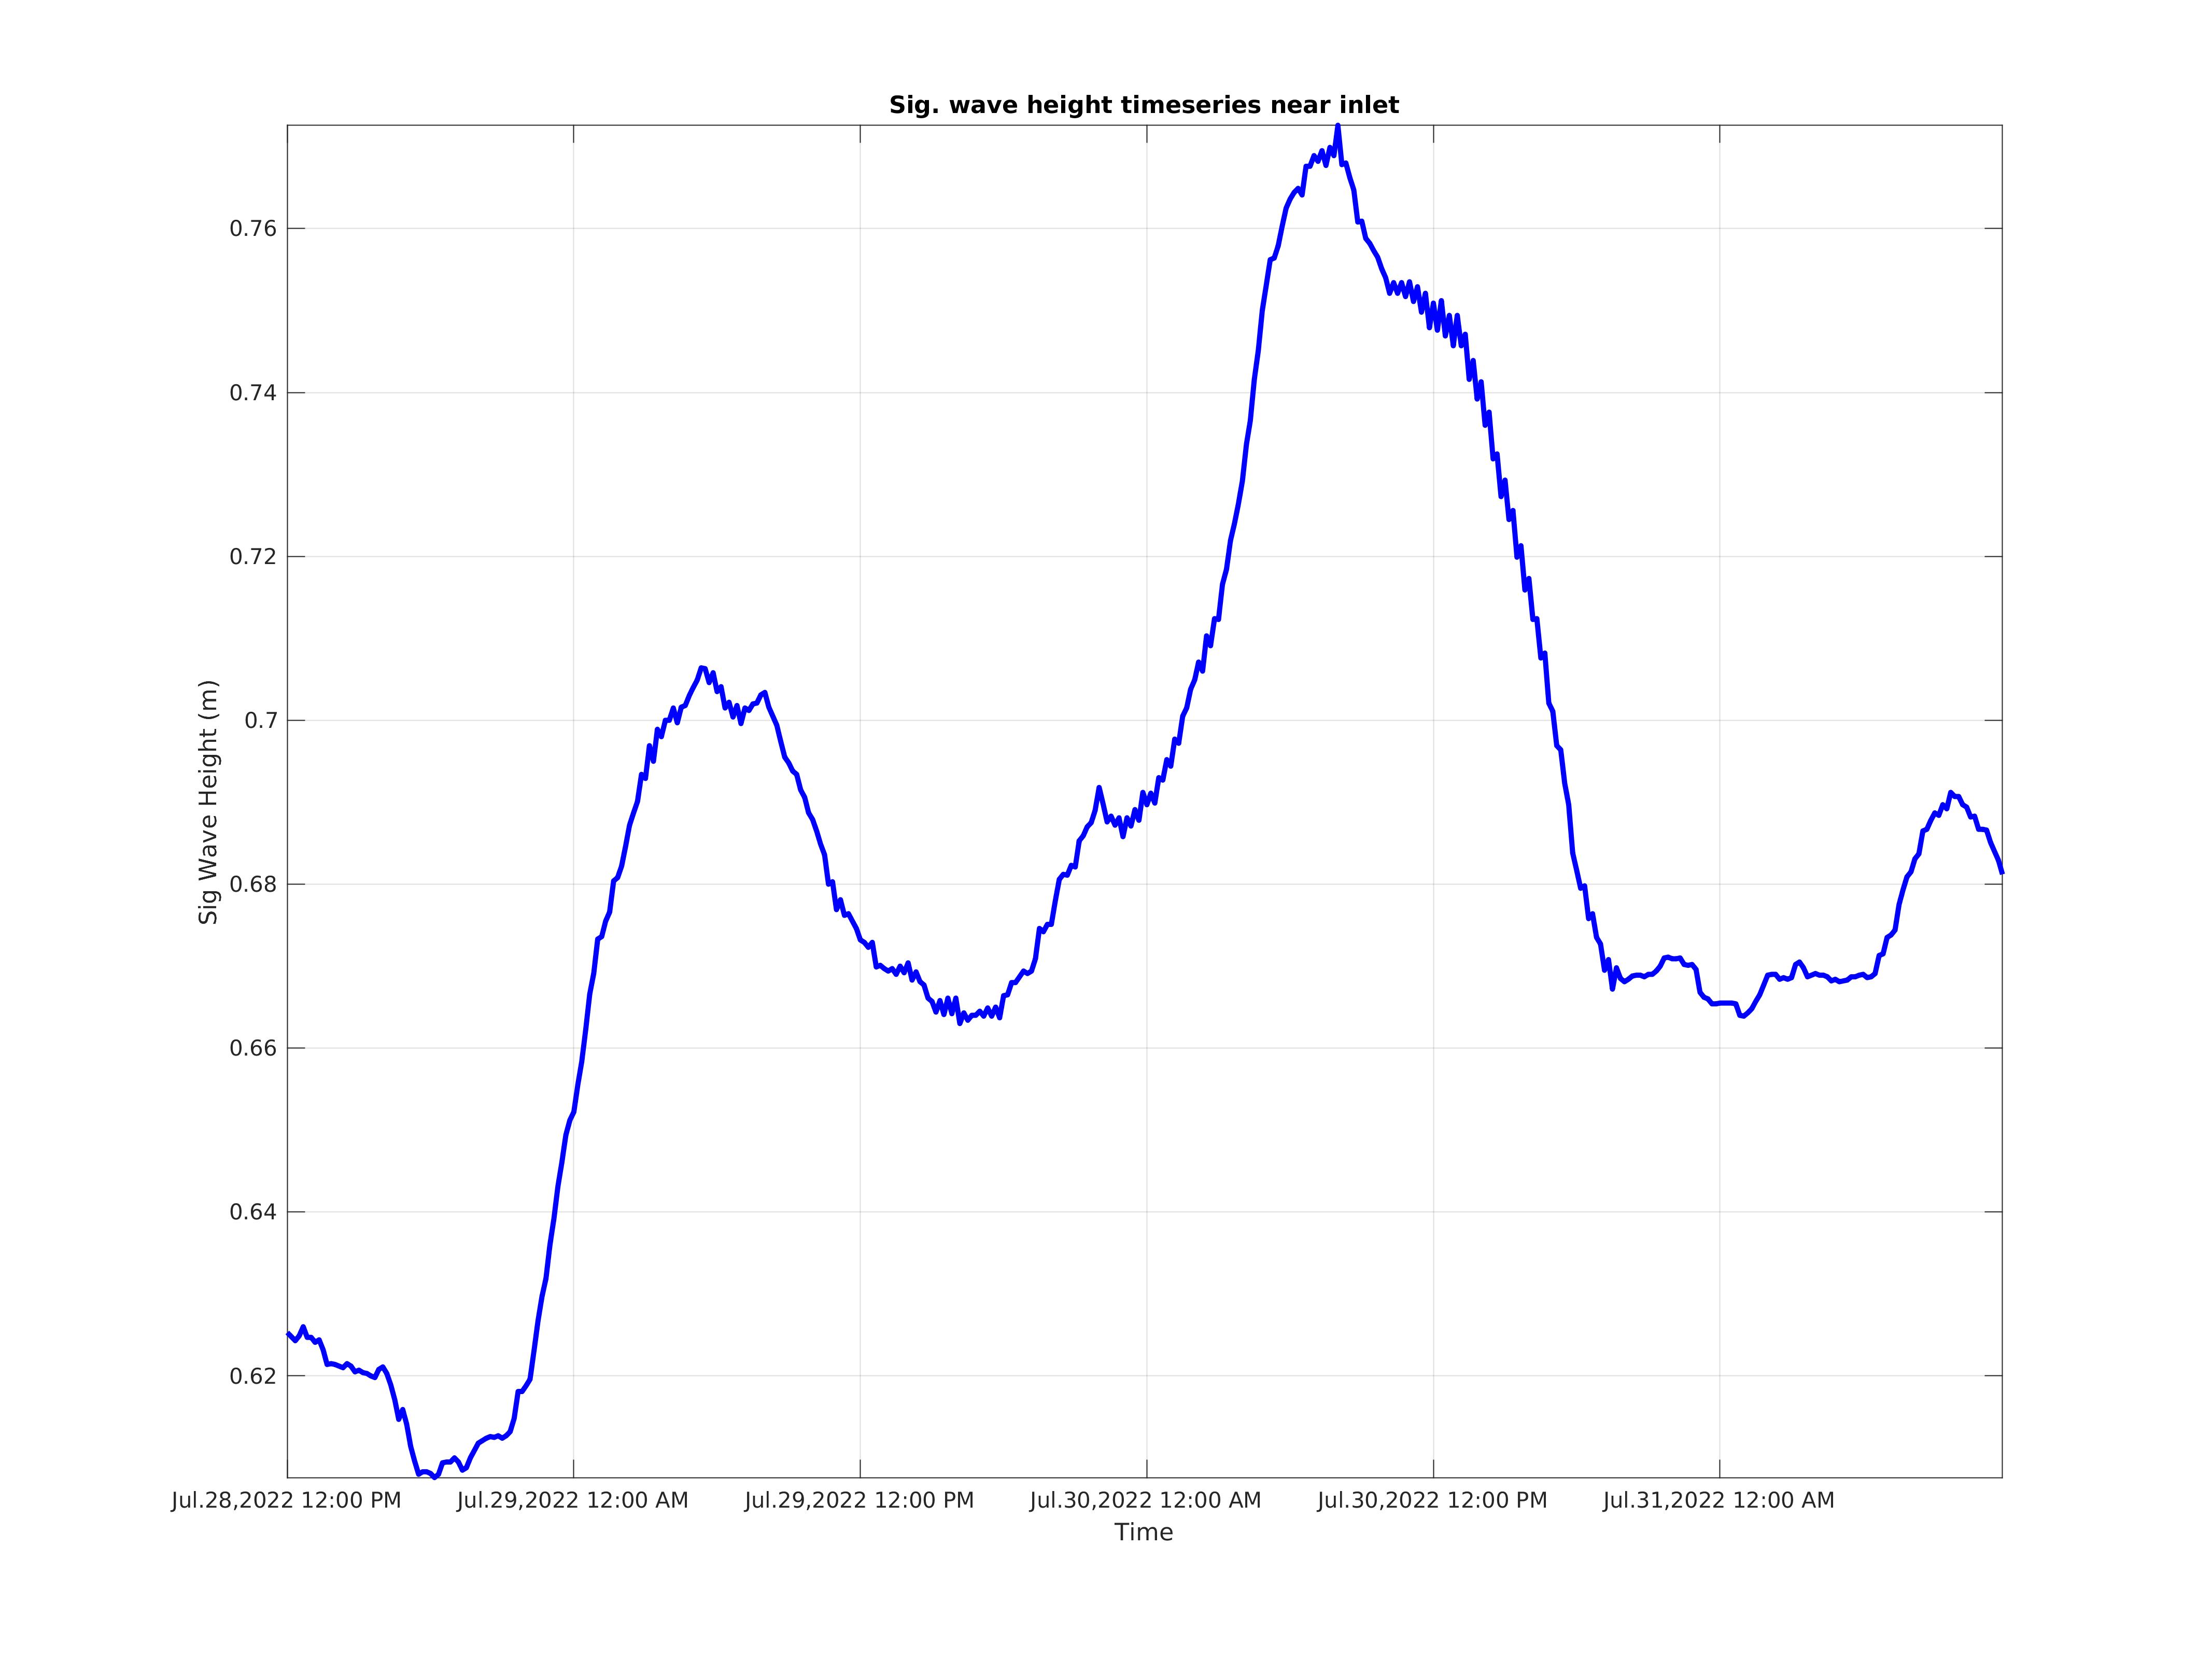 Sig. wave height timeseries near inlet
0.76
0.74
0.72
0.7
0.68
0.66
0.64
0.62
Sig Wave Height (m)
Jul.28,2022 12:00 PM
Jul.29,2022 12:00 AM
Jul.29,2022 12:00 PM
Jul.30,2022 12:00 AM
Jul.30,2022 12:00 PM
Jul.31,2022 12:00 AM
Time